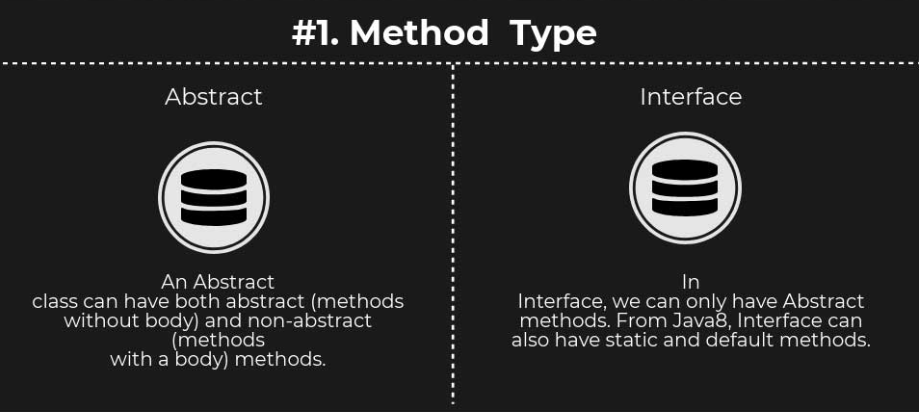 #1. Method Type
Abstract
An Abstract
class can have both abstract (methods
without body) and non-abstract
(methods
with a body) methods.
Interface
In
Interface, we can only have Abstract
methods. From Java8, Interface can
also have static and default methods.